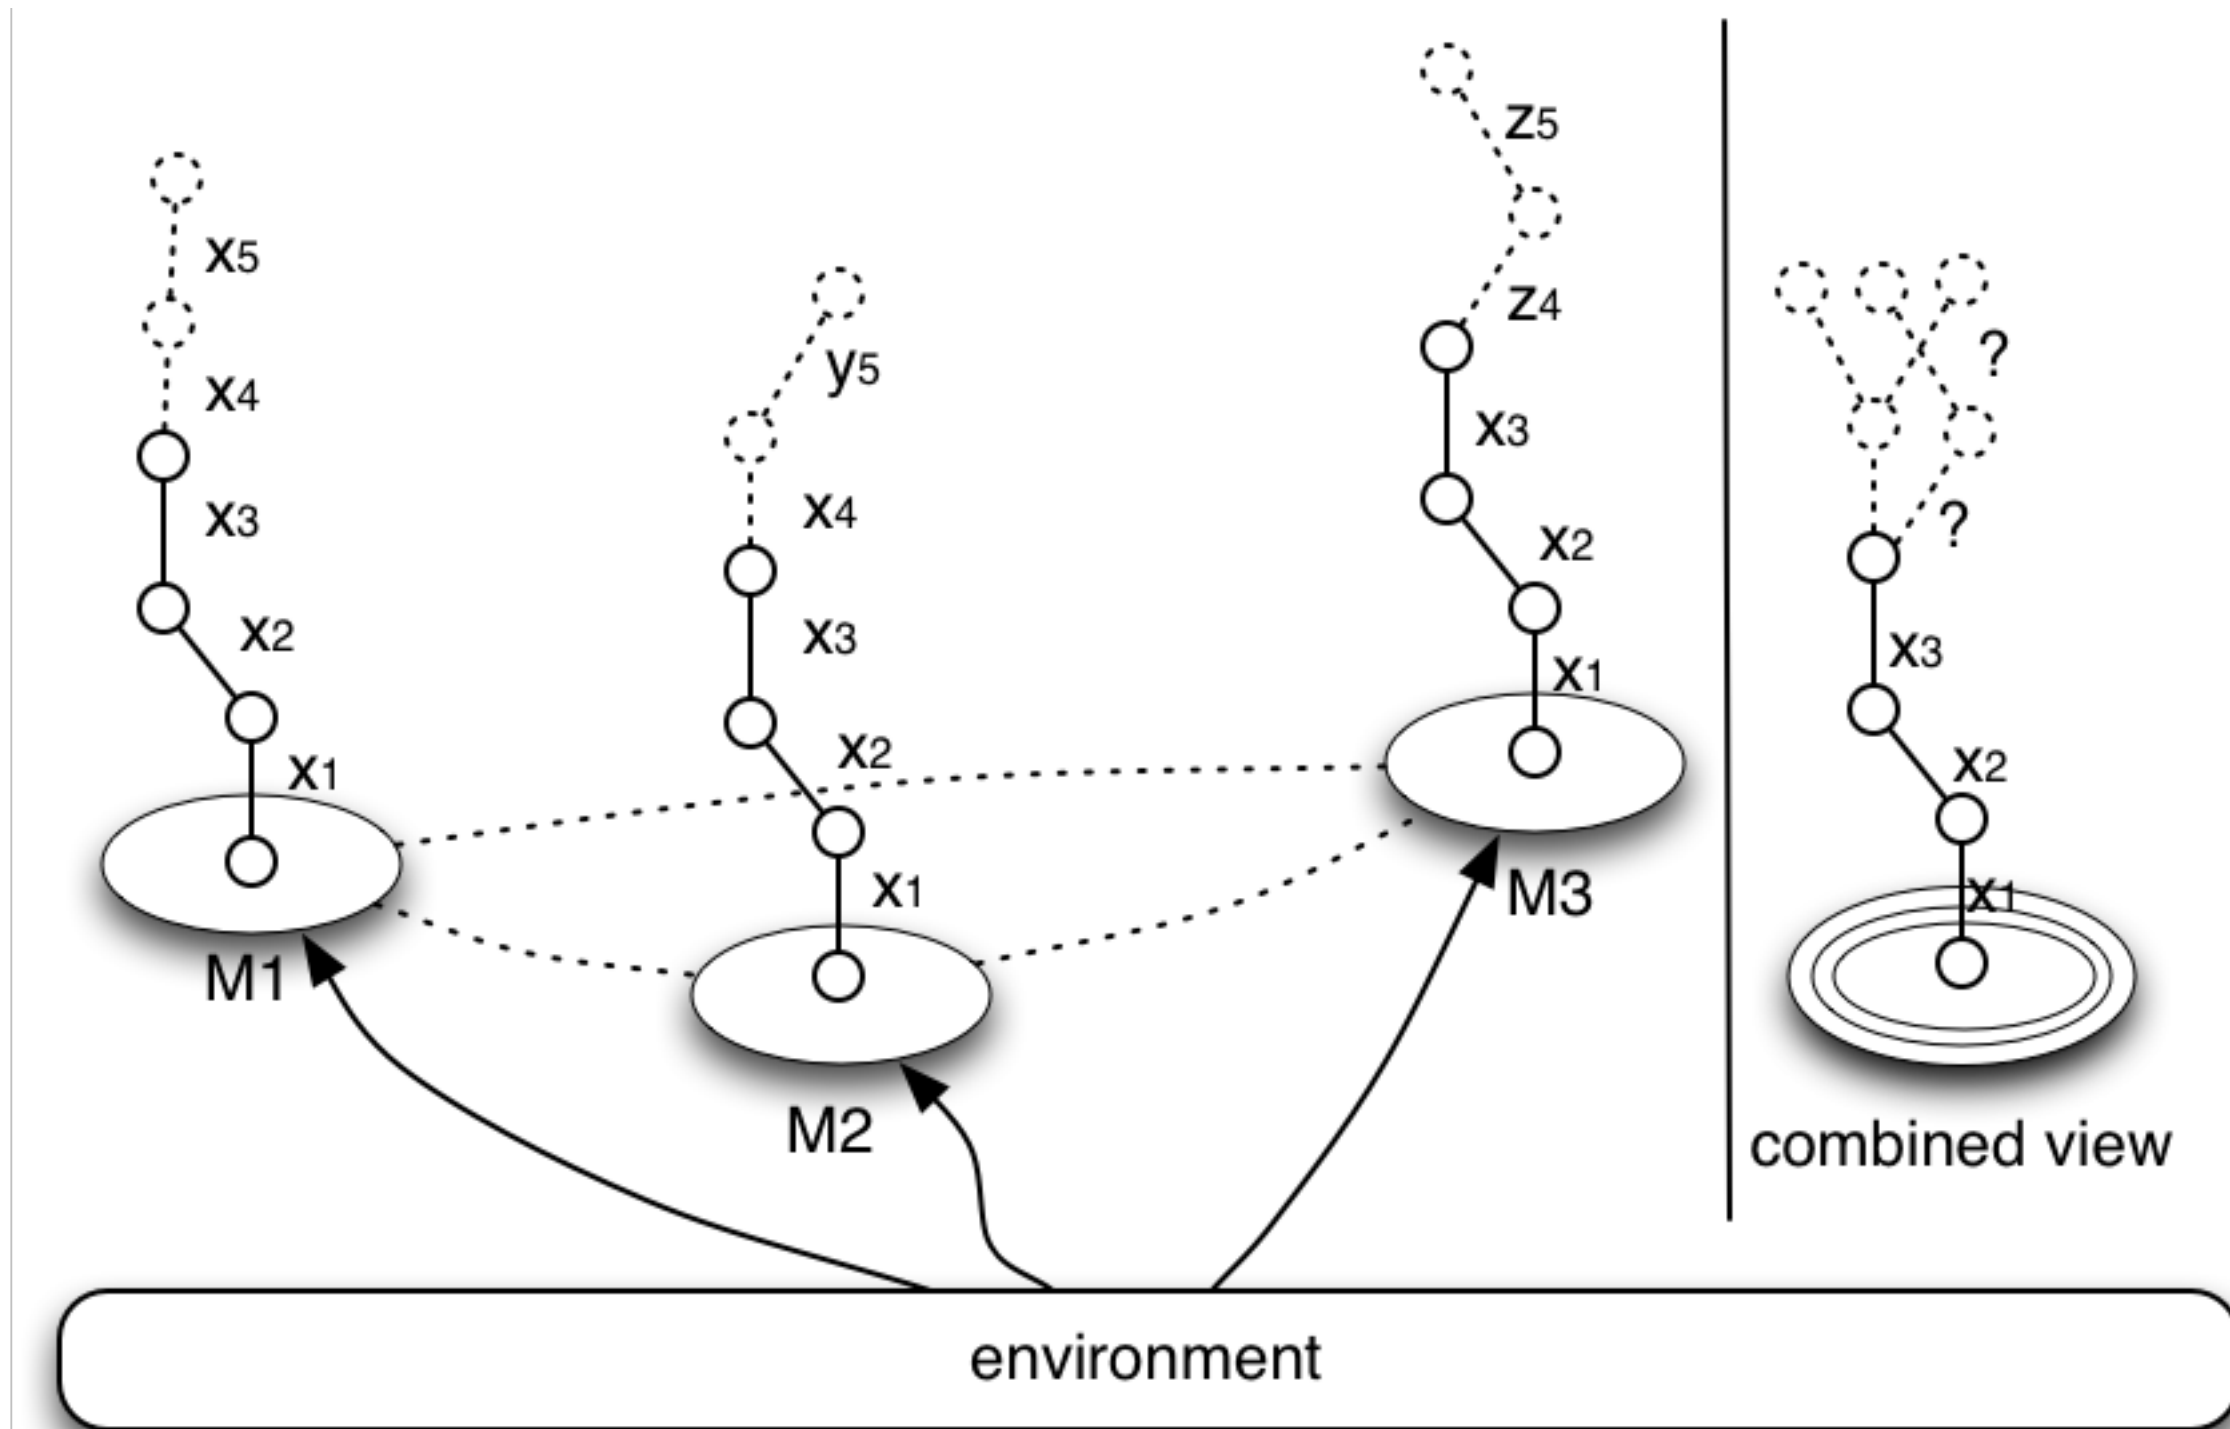 x5
x4
x3
x2
x1
M1
y5
x4
x3
x2
x1
M2
z5
z4
x3
x2
x1
M3
?
?
x3
x2
x1
combined view
environment